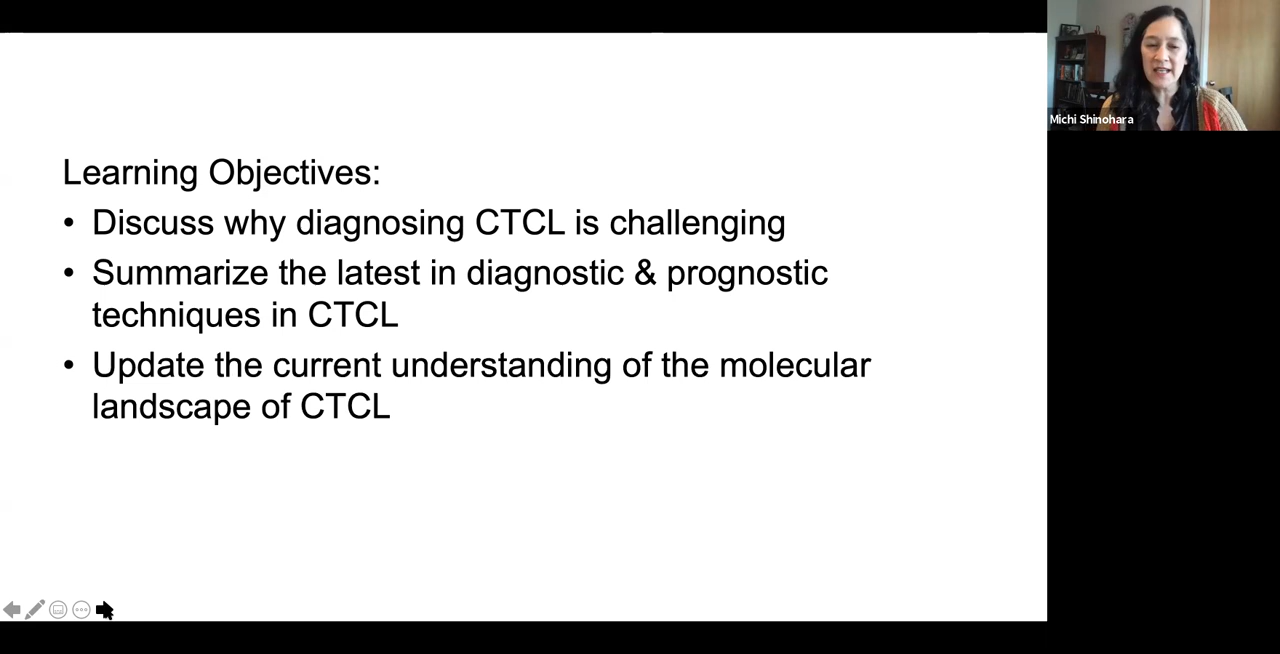 Learning Objectives:
• Discuss why diagnosing CTCL is challenging
• Summarize the latest in diagnostic & prognostic
techniques in CTCL
• Update the current understanding of the molecular
landscape of CTCL
Michi Shinohara